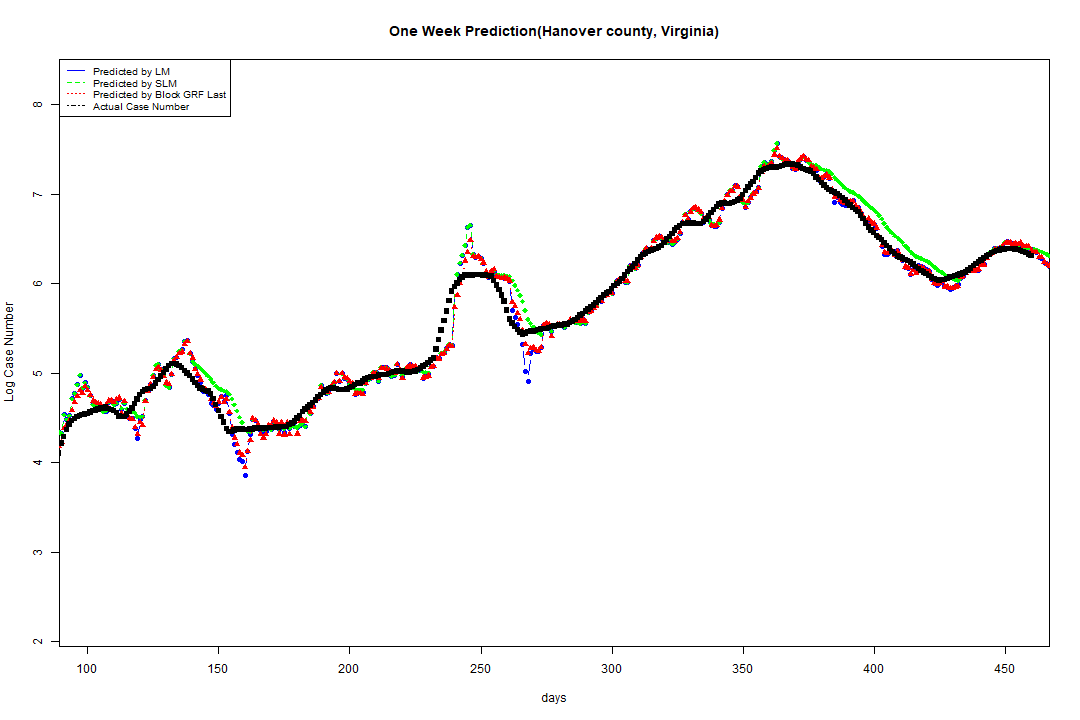 One Week Prediction(Hanover county, Virginia)
Predicted by LM
Predicted by SLM
Predicted by Block GRF Last
Actual Case Number
8
7
6
5
4
3
2
Log Case Number
100 150 200 250 300 350 400 450
days